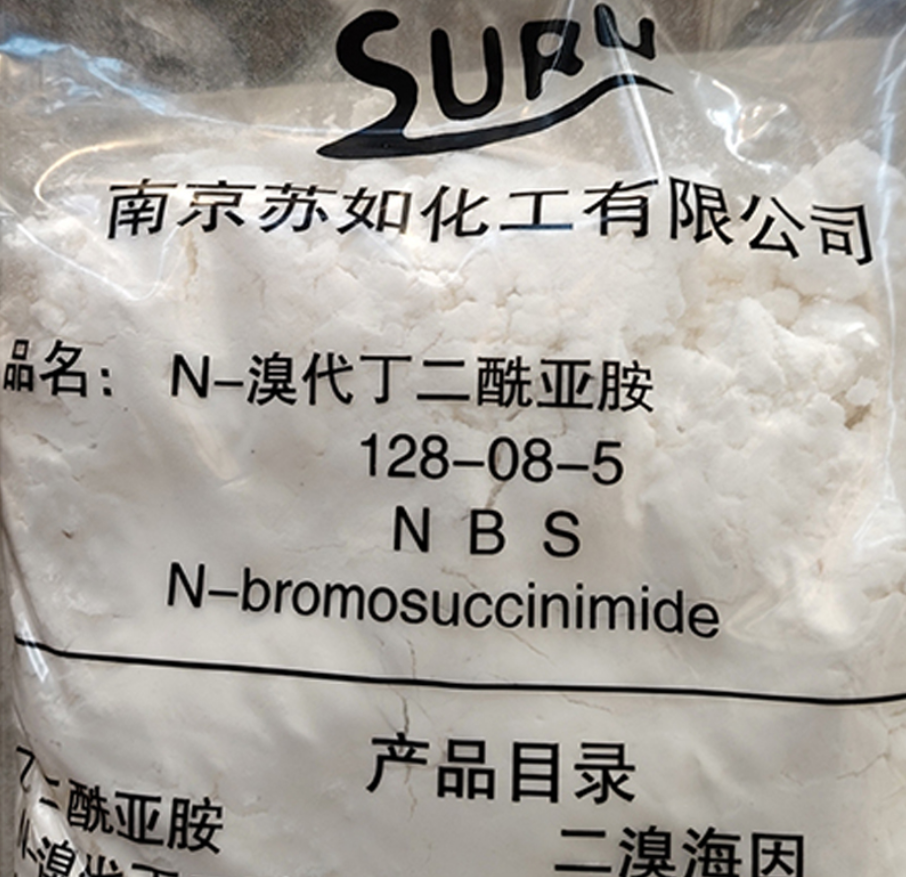 SURU
南京苏如化工有限公司
品名: N-溴代丁二酰亚胺
128-08-5
N B S
N-bromosuccinimide
产品目录
丁二酰亚胺
二溴海因